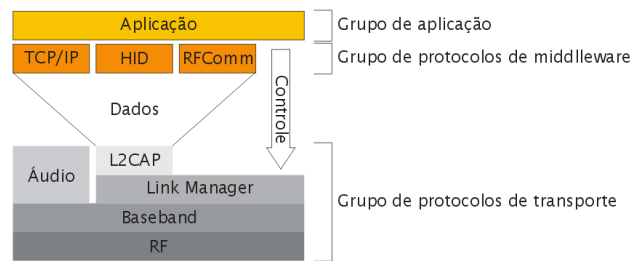 Aplicação
Grupo de aplicação
TCP/IP
HID
RFComm
Grupo de protocolos de middlleware
Dados
Controle
L2CAP
Áudio
Link Manager
Grupo de protocolos de transporte
Baseband
RF